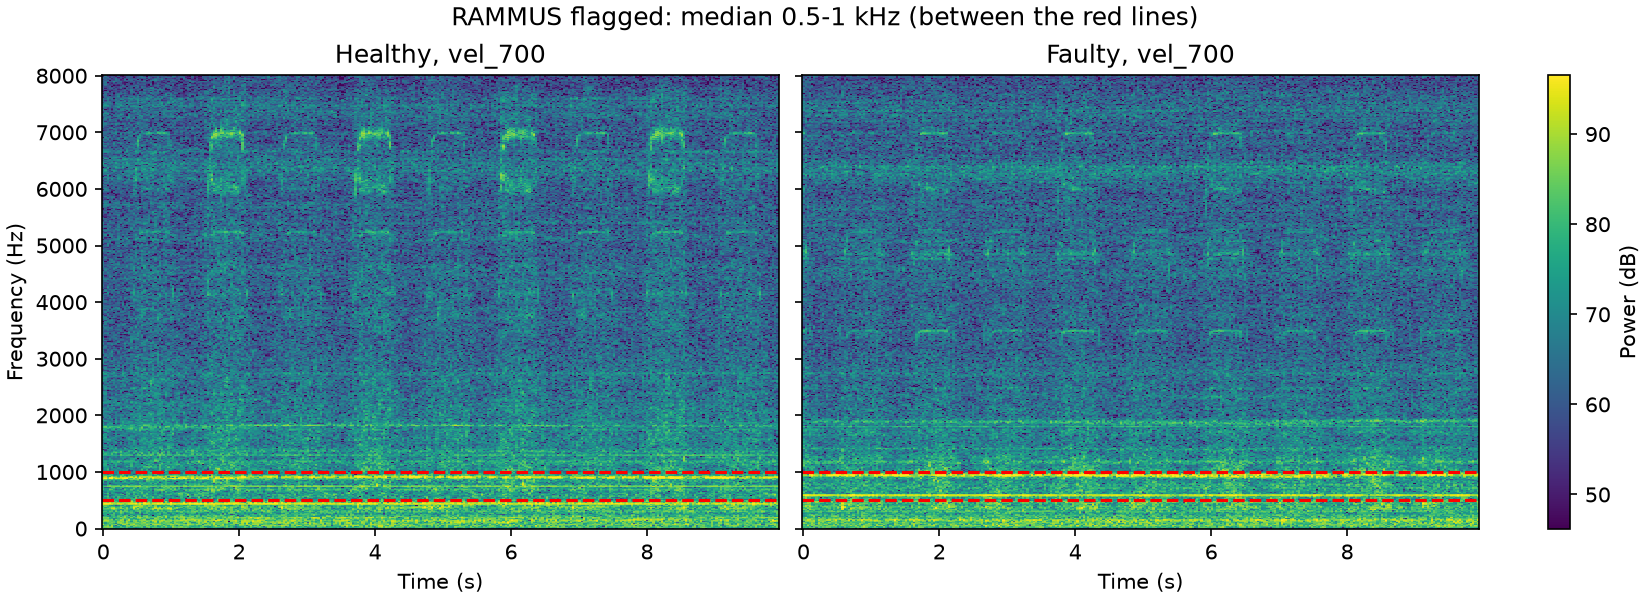 RAMMUS flagged: median 0.5-1 kHz (between the red lines)
Healthy, vel_700
Faulty, vel_700
8000
7000
6000
5000
4000
3000
2000
1000
0
Frequency (Hz)
0 2 4 6 8
Time (s)
0 2 4 6 8
Time (s)
90
80
70
60
50
Power (dB)